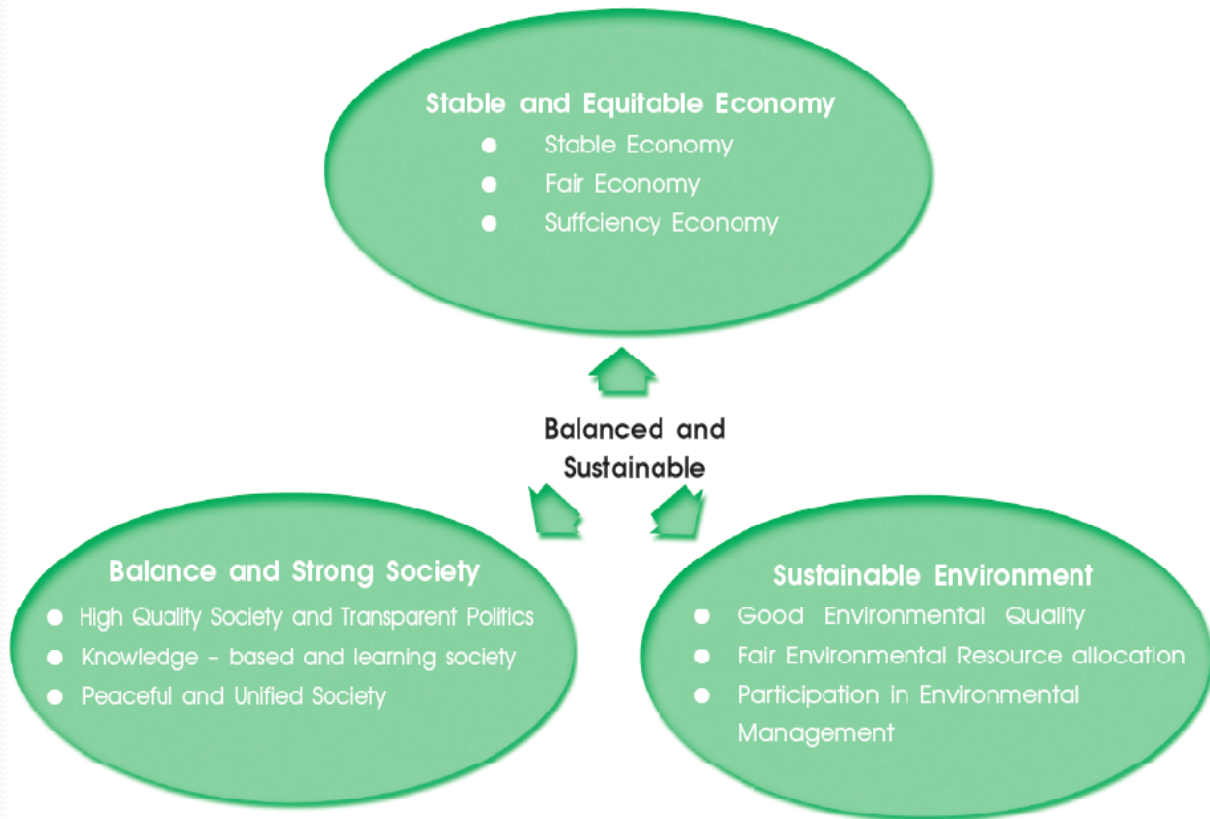 Stable and Equitable Economy
● Stable Economy
● Fair Economy
● Suffciency Economy
Balanced and
Sustainable
Balance and Strong Society
● High Quality Society and Transparent Politics
● Knowledge – based and learning society
● Peaceful and Unified Society
Sustainable Environment
● Good Environmental Quality
● Fair Environmental Resource allocation
● Participation in Environmental
Management